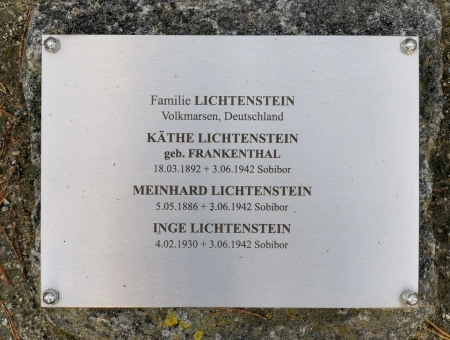 Familie LICHTENSTEIN
Volkmarsen, Deutschland
KÄTHE LICHTENSTEIN
geb. FRANKENTHAL
18.03.1892 + 3.06.1942 Sobibor
MEINHARD LICHTENSTEIN
5.05.1886 + 3.06.1942 Sobibor
INGE LICHTENSTEIN
4.02.1930 + 3.06.1942 Sobibor